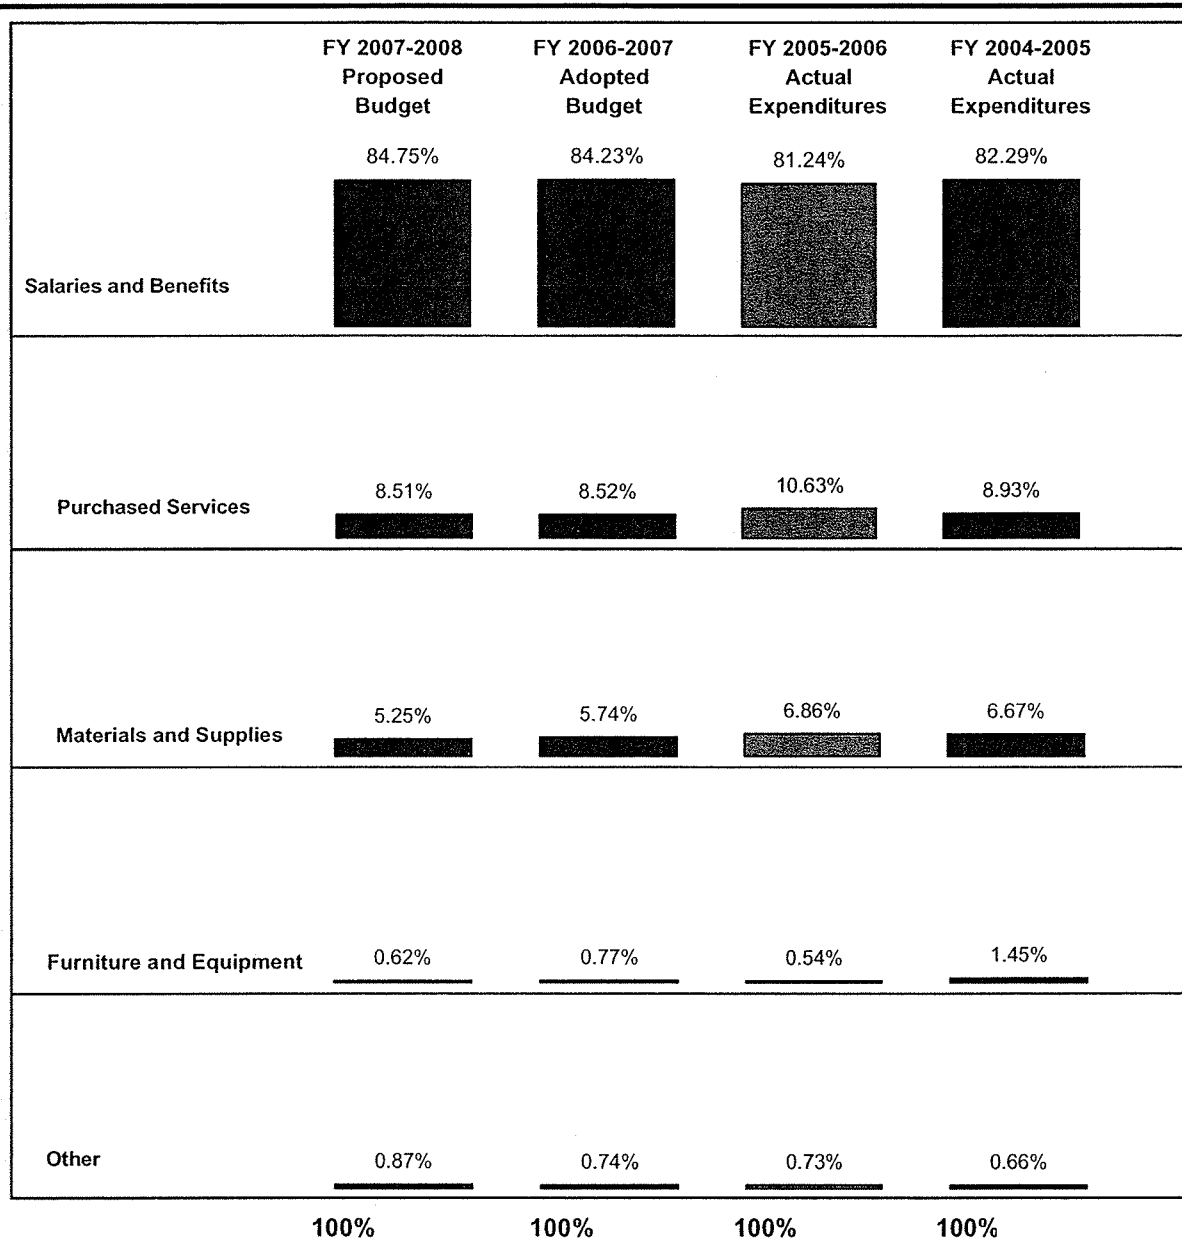 FY 2007-2008 FY 2006-2007 FY 2005-2006 FY 2004-2005
Proposed Adopted Actual Actual
Budget Budget Expenditures Expenditures
84.75% 84.23% 81.24% 82.29%
Salaries and Benefits
8.51% 8.52% 10.63% 8.93%
Purchased Services
5.25% 5.74% 6.86% 6.67%
Materials and Supplies
Furniture and Equipment 0.62% 0.77% 0.54% 1.45%
Other 0.87% 0.74% 0.73% 0.66%
100% 100% 100% 100%